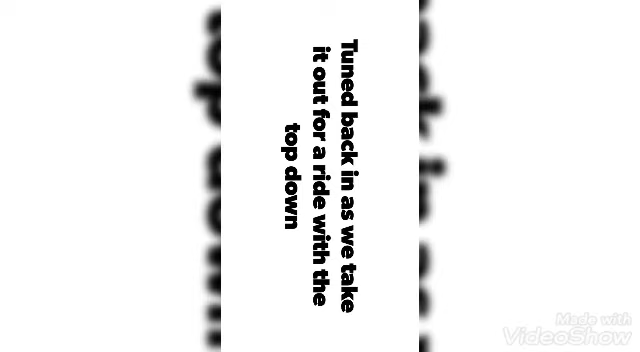 Tuned back in as we take
it out for a ride with the
top down
Made with
VideoShow